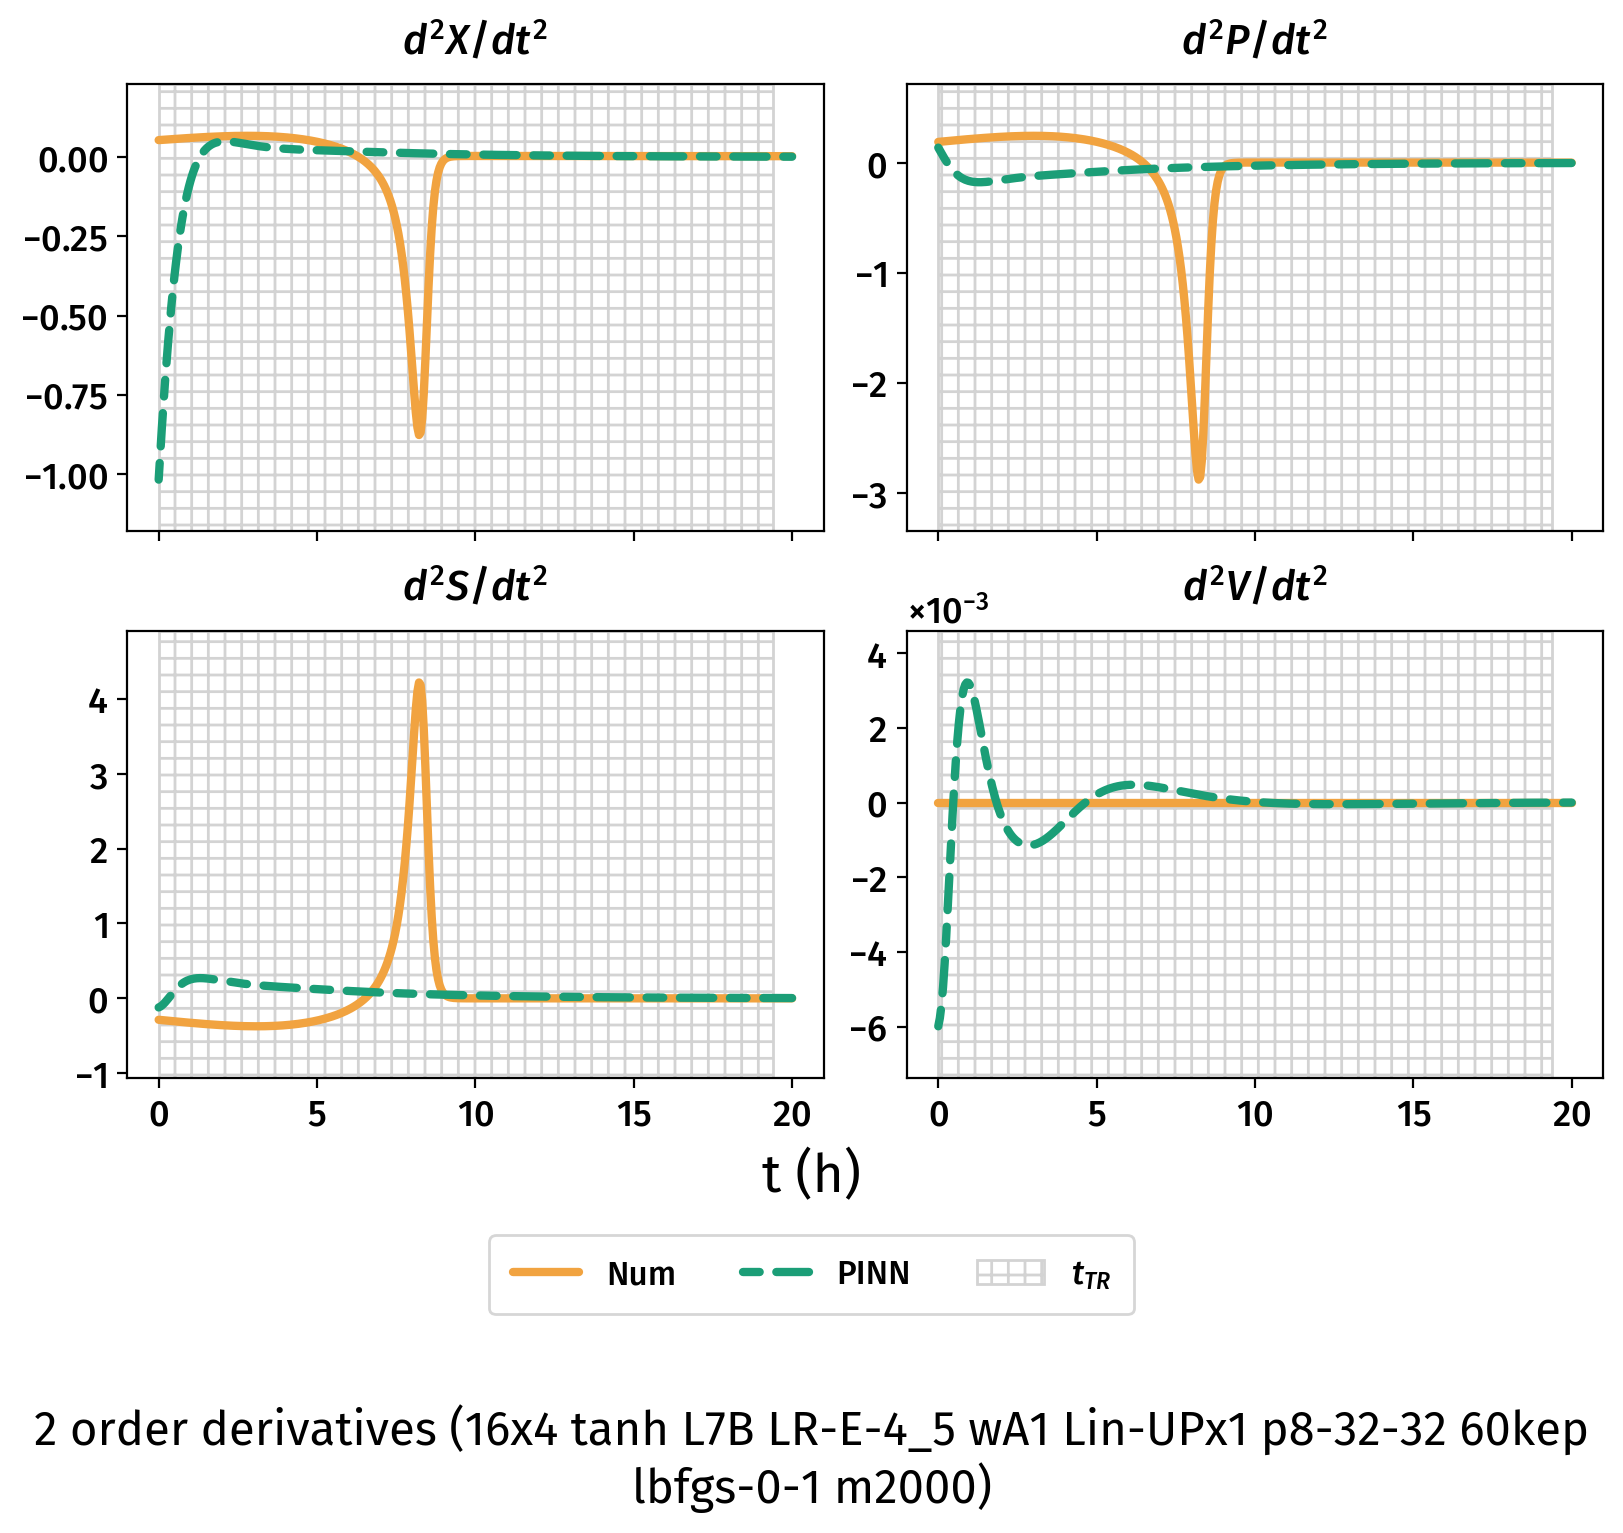 d²X/dt²
d²P/dt²
0.00
−0.25
−0.50
−0.75
−1.00
0
−1
−2
−3
d²S/dt²
d²V/dt²
×10⁻³
4
3
2
1
0
−1
4
2
0
−2
−4
−6
0 5 10 15 20
0 5 10 15 20
t (h)
Num PINN t_TR
2 order derivatives (16x4 tanh L7B LR-E-4_5 wA1 Lin-UPx1 p8-32-32 60kep
lbfgs-0-1 m2000)